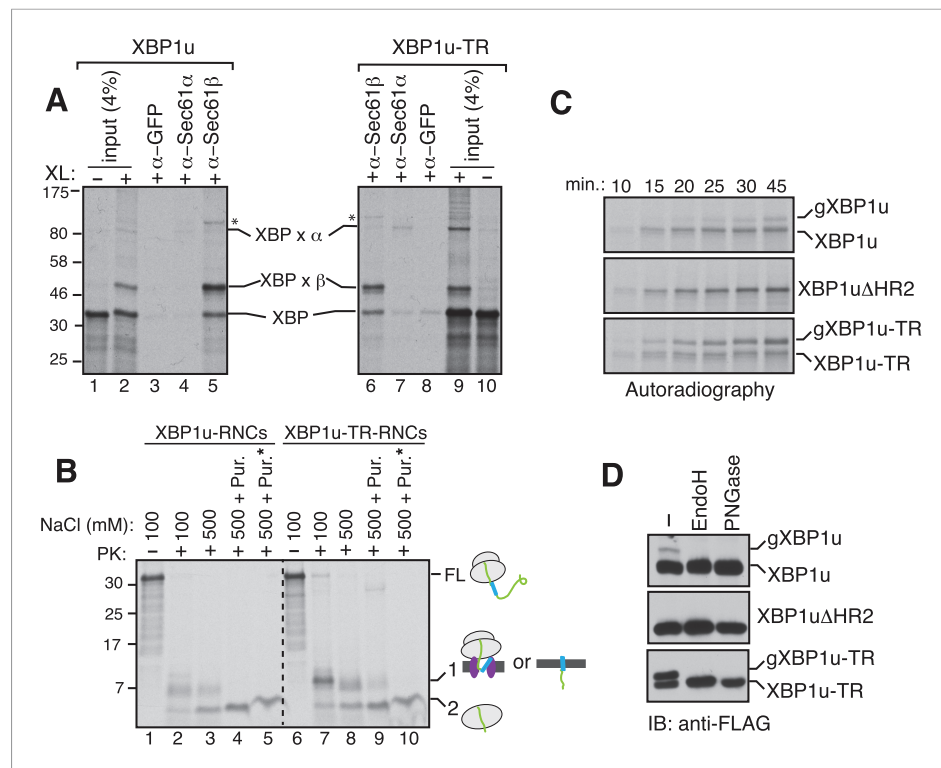 A
XBP1u
XBP1u-TR
input (4%)
α-GFP
α-Sec61α
α-Sec61β
α-Sec61β
α-Sec61α
α-GFP
input (4%)
XL: - + + + + + + + + -
175
80
58
46
30
25
*
*
XBP x α
XBP x β
XBP
1 2 3 4 5 6 7 8 9 10
B
XBP1u-RNCs XBP1u-TR-RNCs
NaCl (mM): 100 100 500 500 + Pur. 500 + Pur.* 100 100 500 500 + Pur. 500 + Pur.*
PK: - + + + + - + + + +
30
25
17
7
FL
1
or
2
1 2 3 4 5 6 7 8 9 10
C
min.: 10 15 20 25 30 45
gXBP1u
XBP1u
XBP1uΔHR2
gXBP1u-TR
XBP1u-TR
Autoradiography
D
- EndoH PNGase
gXBP1u
XBP1u
XBP1uΔHR2
gXBP1u-TR
XBP1u-TR
IB: anti-FLAG